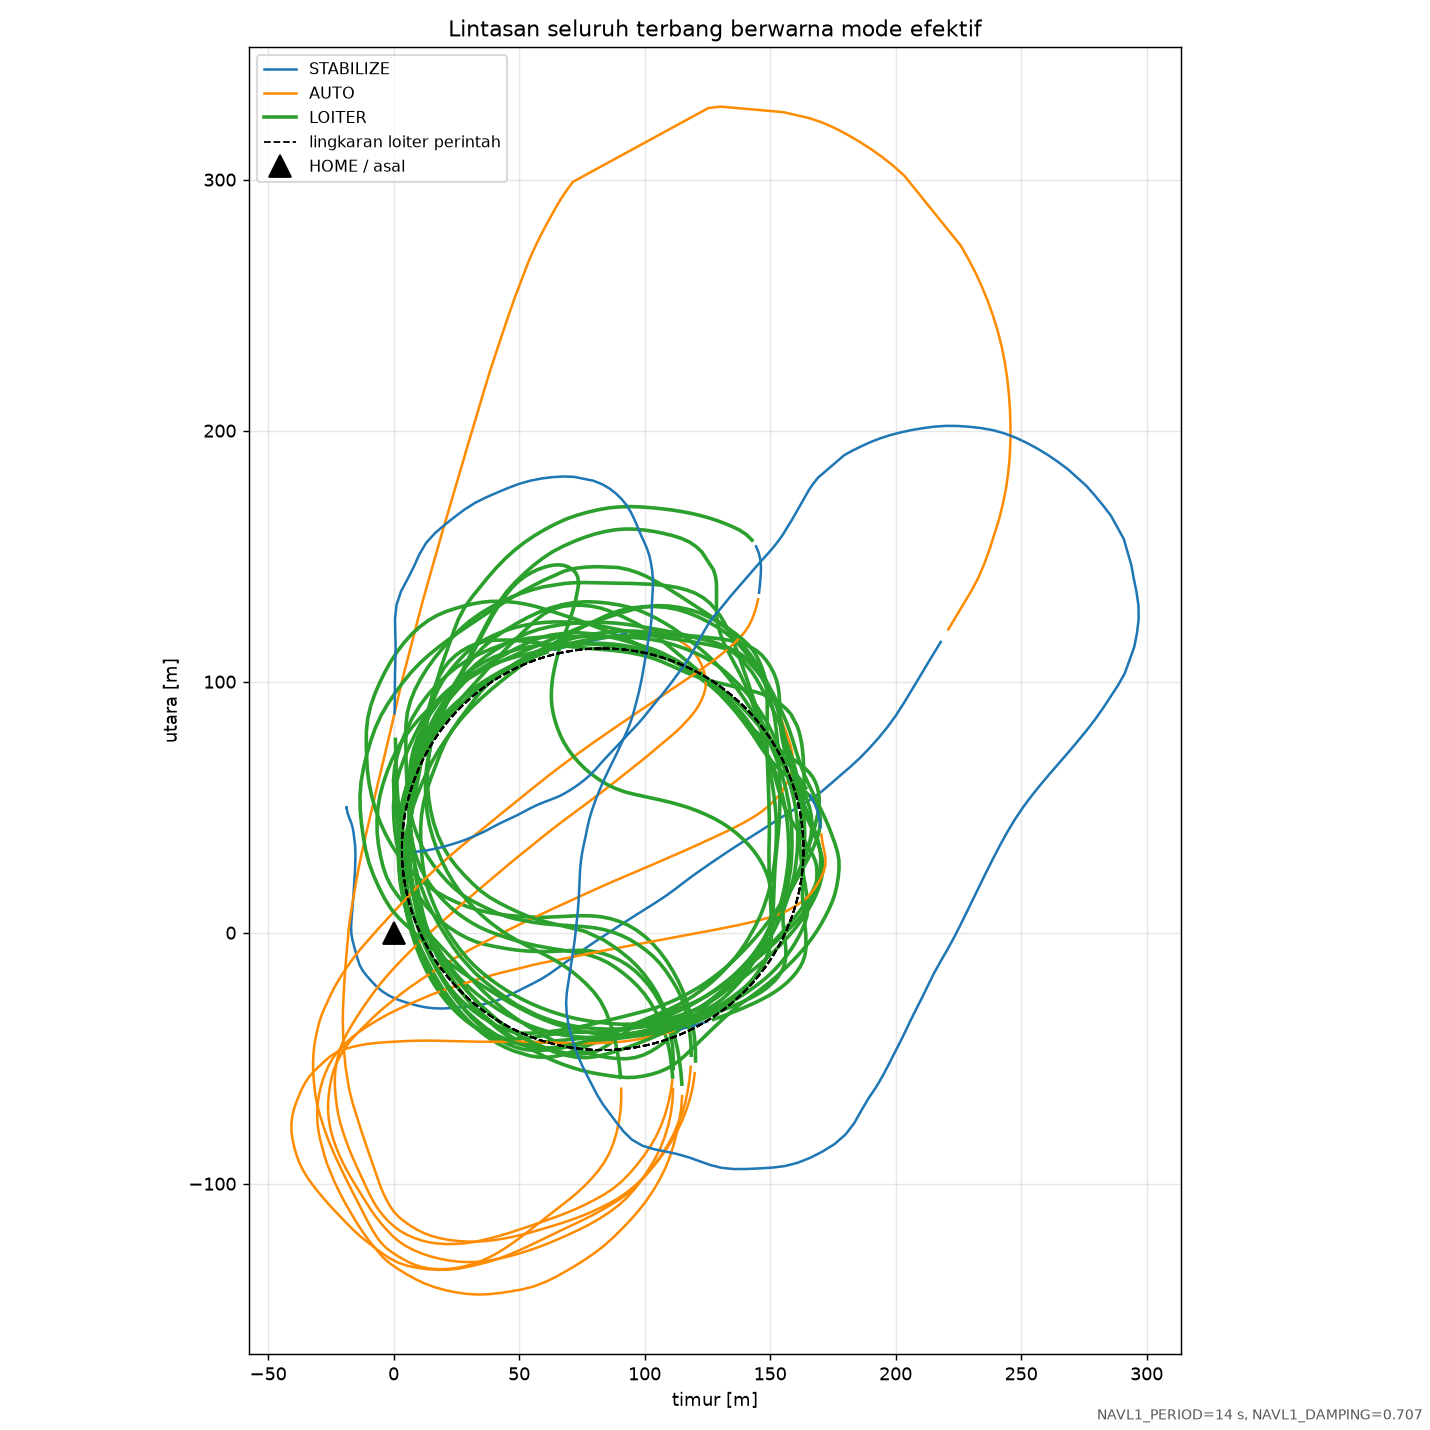 Lintasan seluruh terbang berwarna mode efektif
STABILIZE
AUTO
LOITER
lingkaran loiter perintah
HOME / asal
300
200
100
0
−100
utara [m]
−50
0
50
100
150
200
250
300
timur [m]
NAVL1_PERIOD=14 s, NAVL1_DAMPING=0.707